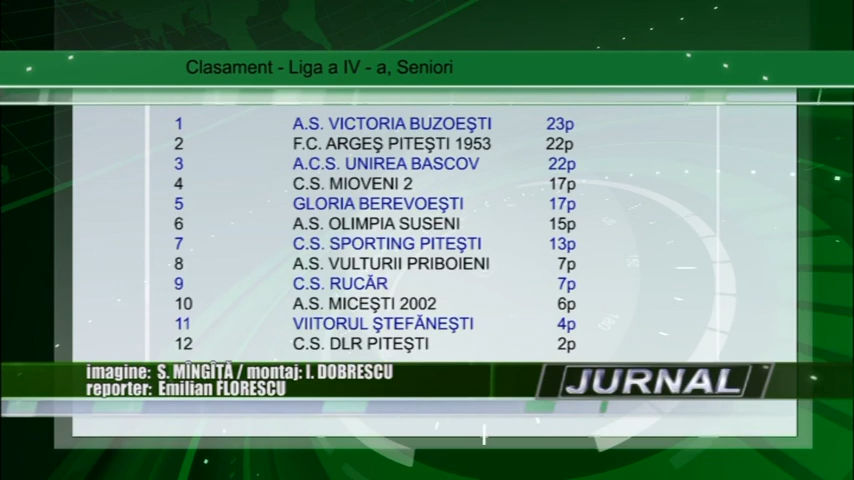 Clasament - Liga a IV - a, Seniori
1 A.S. VICTORIA BUZOEŞTI 23p
2 F.C. ARGEŞ PITEŞTI 1953 22p
3 A.C.S. UNIREA BASCOV 22p
4 C.S. MIOVENI 2 17p
5 GLORIA BEREVOEŞTI 17p
6 A.S. OLIMPIA SUSENI 15p
7 C.S. SPORTING PITEŞTI 13p
8 A.S. VULTURII PRIBOIENI 7p
9 C.S. RUCĂR 7p
10 A.S. MICEŞTI 2002 6p
11 VIITORUL ŞTEFĂNEŞTI 4p
12 C.S. DLR PITEŞTI 2p
imagine: S. MÎNGÎŢĂ / montaj: I. DOBRESCU
reporter: Emilian FLORESCU
JURNAL